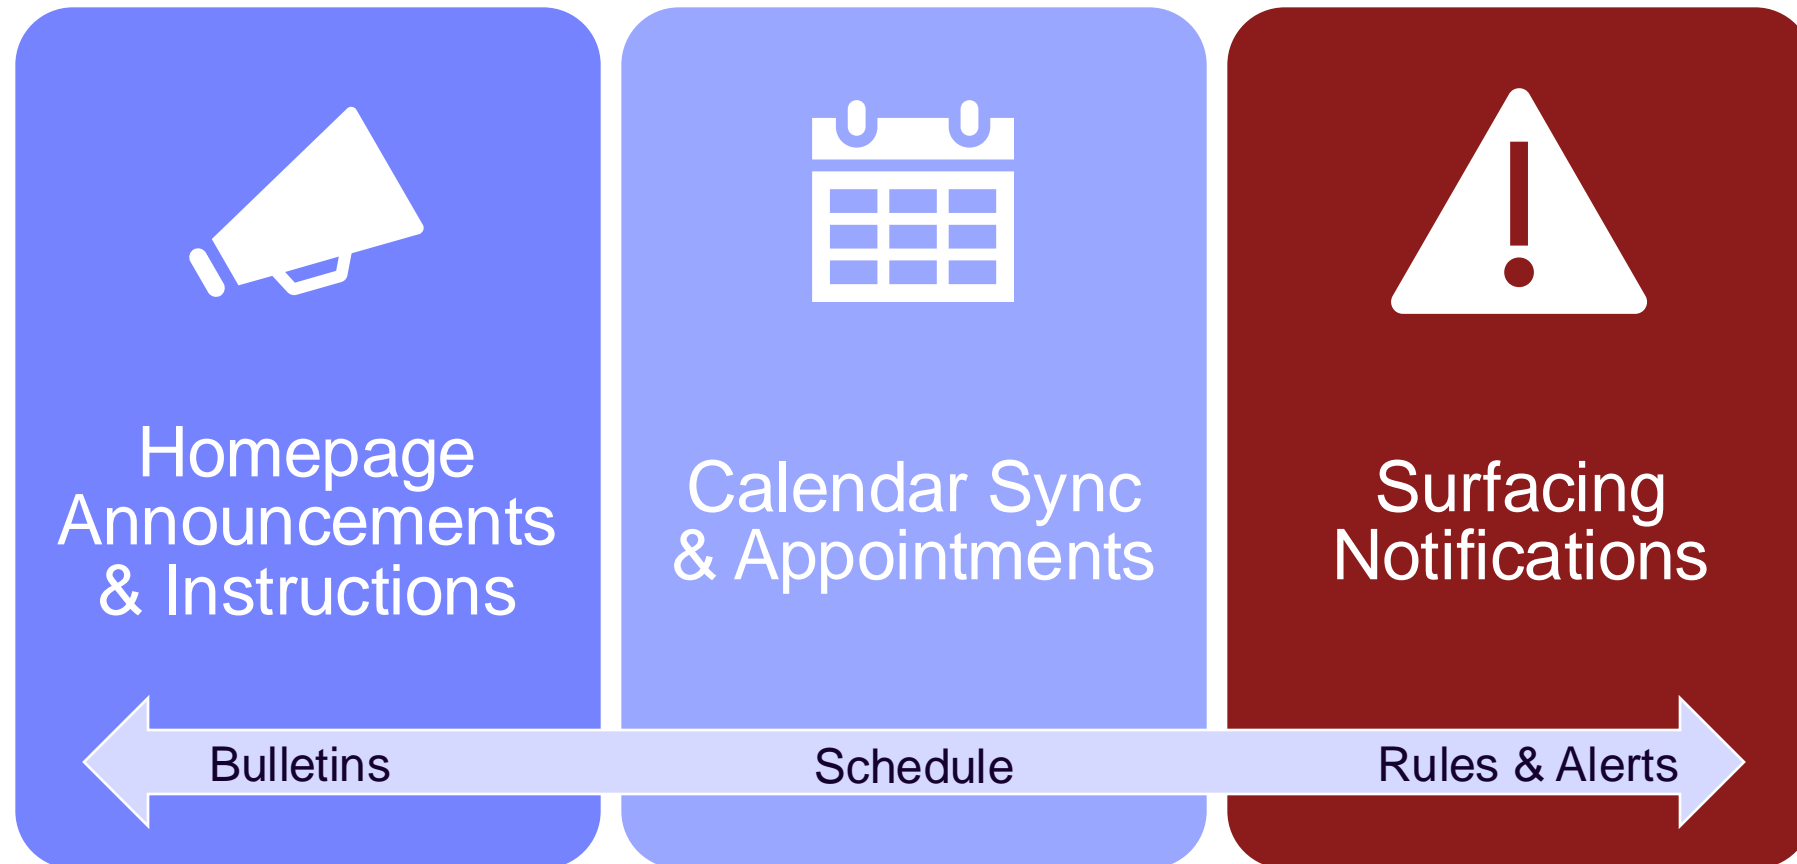 Homepage
Announcements
& Instructions
Calendar Sync
& Appointments
Surfacing
Notifications
Bulletins
Schedule
Rules & Alerts